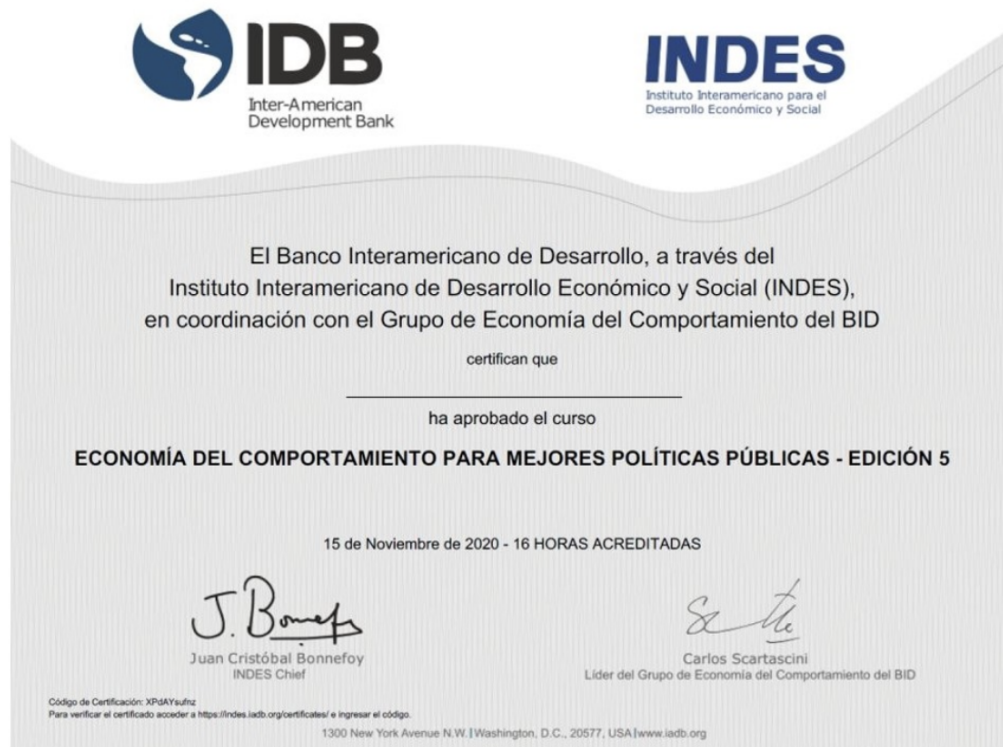 IDB
Inter-American
Development Bank
INDES
Instituto Interamericano para el
Desarrollo Económico y Social
El Banco Interamericano de Desarrollo, a través del
Instituto Interamericano de Desarrollo Económico y Social (INDES),
en coordinación con el Grupo de Economía del Comportamiento del BID
certifican que
ha aprobado el curso
ECONOMÍA DEL COMPORTAMIENTO PARA MEJORES POLÍTICAS PÚBLICAS - EDICIÓN 5
15 de Noviembre de 2020 - 16 HORAS ACREDITADAS
J. Bonnefoy
Juan Cristóbal Bonnefoy
INDES Chief
Carlos Scartascini
Líder del Grupo de Economía del Comportamiento del BID
Código de Certificación: XPdAYsufnz
Para verificar el certificado acceder a https://indes.iadb.org/certificates/ e ingresar el código.
1300 New York Avenue N.W.|Washington, D.C., 20577, USA|www.iadb.org